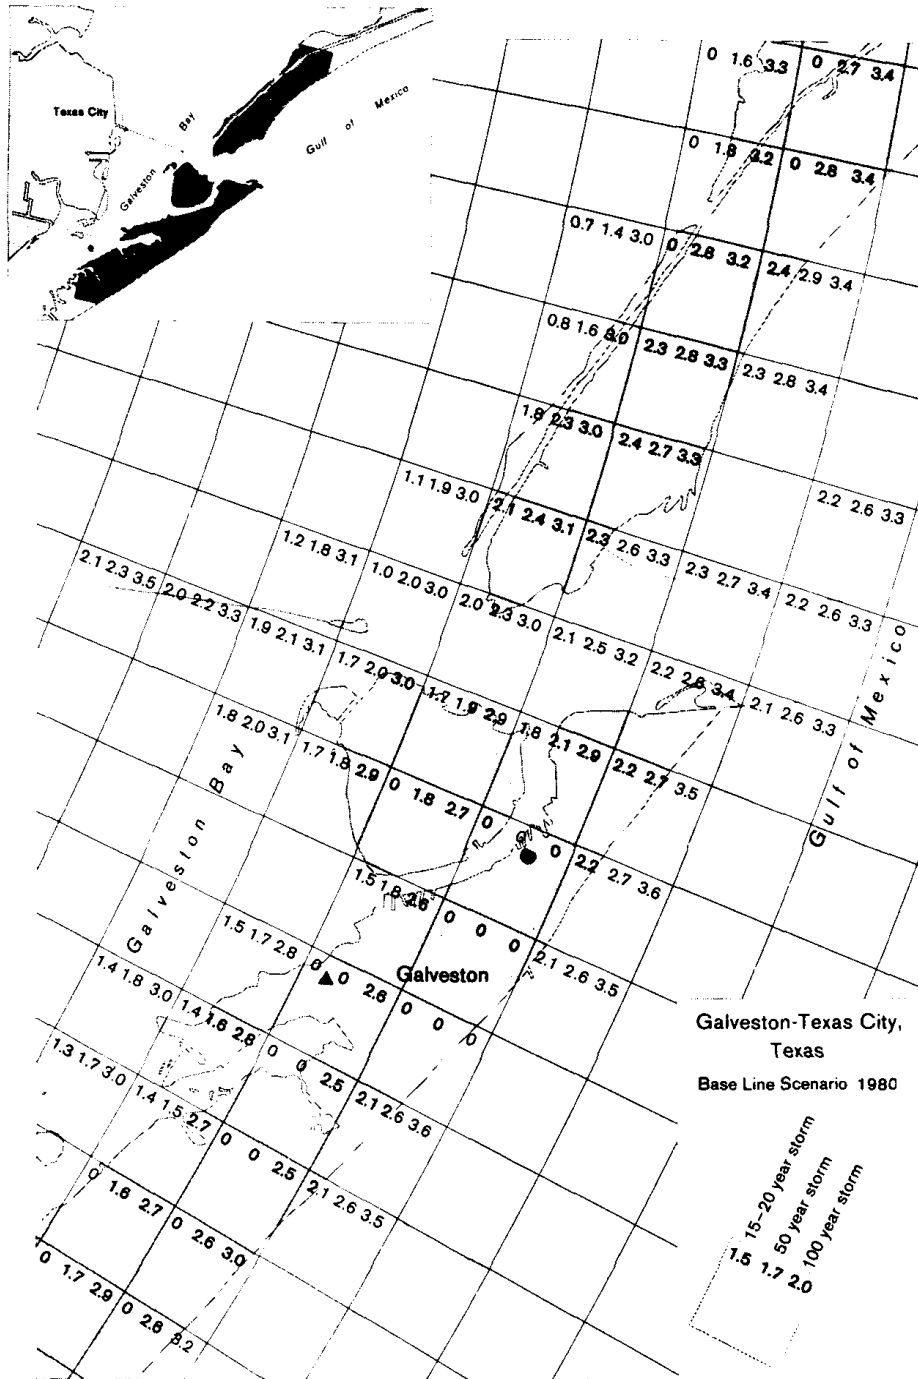 Texas City
Bay
Galveston
Gulf of Mexico
0 1.6 3.3 0 2.7 3.4
0 1.8 3.2 0 2.8 3.4
0.7 1.4 3.0 0 2.8 3.2 2.4 2.9 3.4
0.8 1.6 3.0 2.3 2.8 3.3 2.3 2.8 3.4
1.8 2.3 3.0 2.4 2.7 3.3
2.2 2.6 3.3
1.1 1.9 3.0 2.1 2.4 3.1 2.3 2.6 3.3 2.3 2.7 3.4 2.2 2.6 3.3
1.2 1.8 3.1 1.0 2.0 3.0 2.0 2.3 3.0 2.1 2.5 3.2 2.2 2.6 3.4 2.1 2.6 3.3
2.1 2.3 3.5 2.0 2.2 3.3 1.9 2.1 3.1 1.7 2.0 3.0 1.7 1.9 2.9 1.8 2.1 2.9 2.2 2.7 3.5
1.8 2.0 3.1 1.7 1.8 2.9 0 1.8 2.7 0 0 0 2.2 2.7 3.6
1.5 1.8 2.6 0 0 0 2.1 2.6 3.5
1.5 1.7 2.8 0 0 2.6 0 0 0
1.4 1.8 3.0 1.4 1.6 2.8 0 0 2.5 2.1 2.6 3.6
1.3 1.7 3.0 1.4 1.5 2.7 0 0 2.5 2.1 2.6 3.5
0 1.6 2.7 0 2.6 3.0
0 1.7 2.9 0 2.8 3.2
Galveston Bay
Gulf of Mexico
Galveston
Galveston-Texas City,
Texas
Base Line Scenario 1980
15-20 year storm
50 year storm
100 year storm
1.5 1.7 2.0